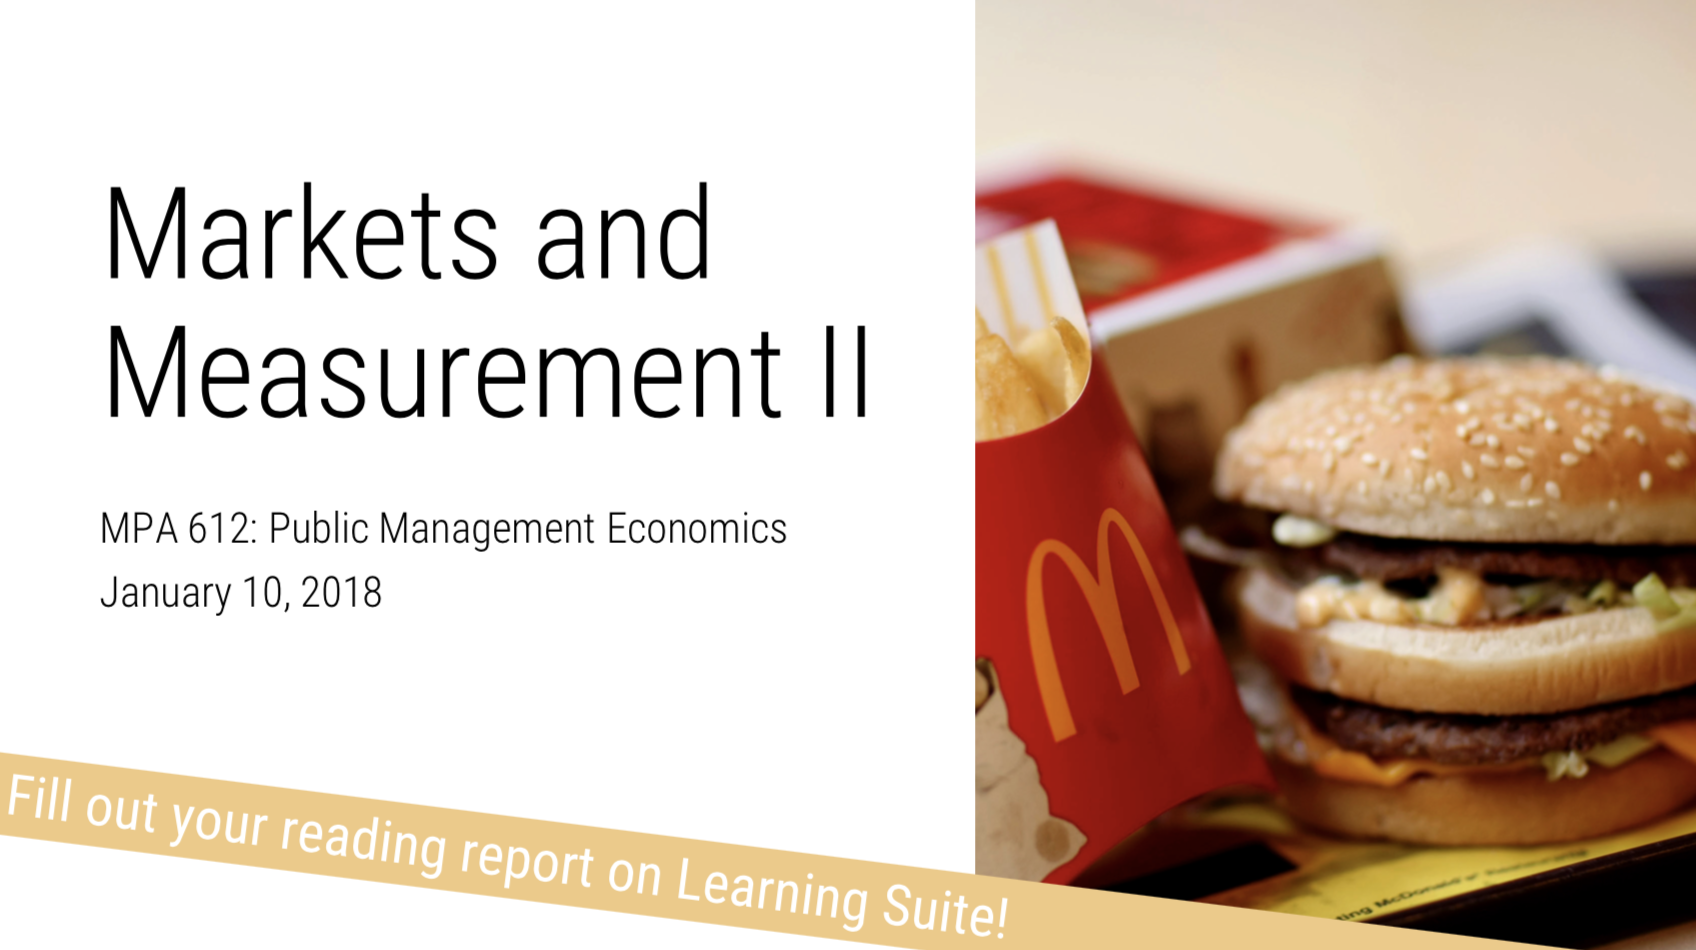 Markets and
Measurement II
MPA 612: Public Management Economics
January 10, 2018
Fill out your reading report on Learning Suite!
McDonald's